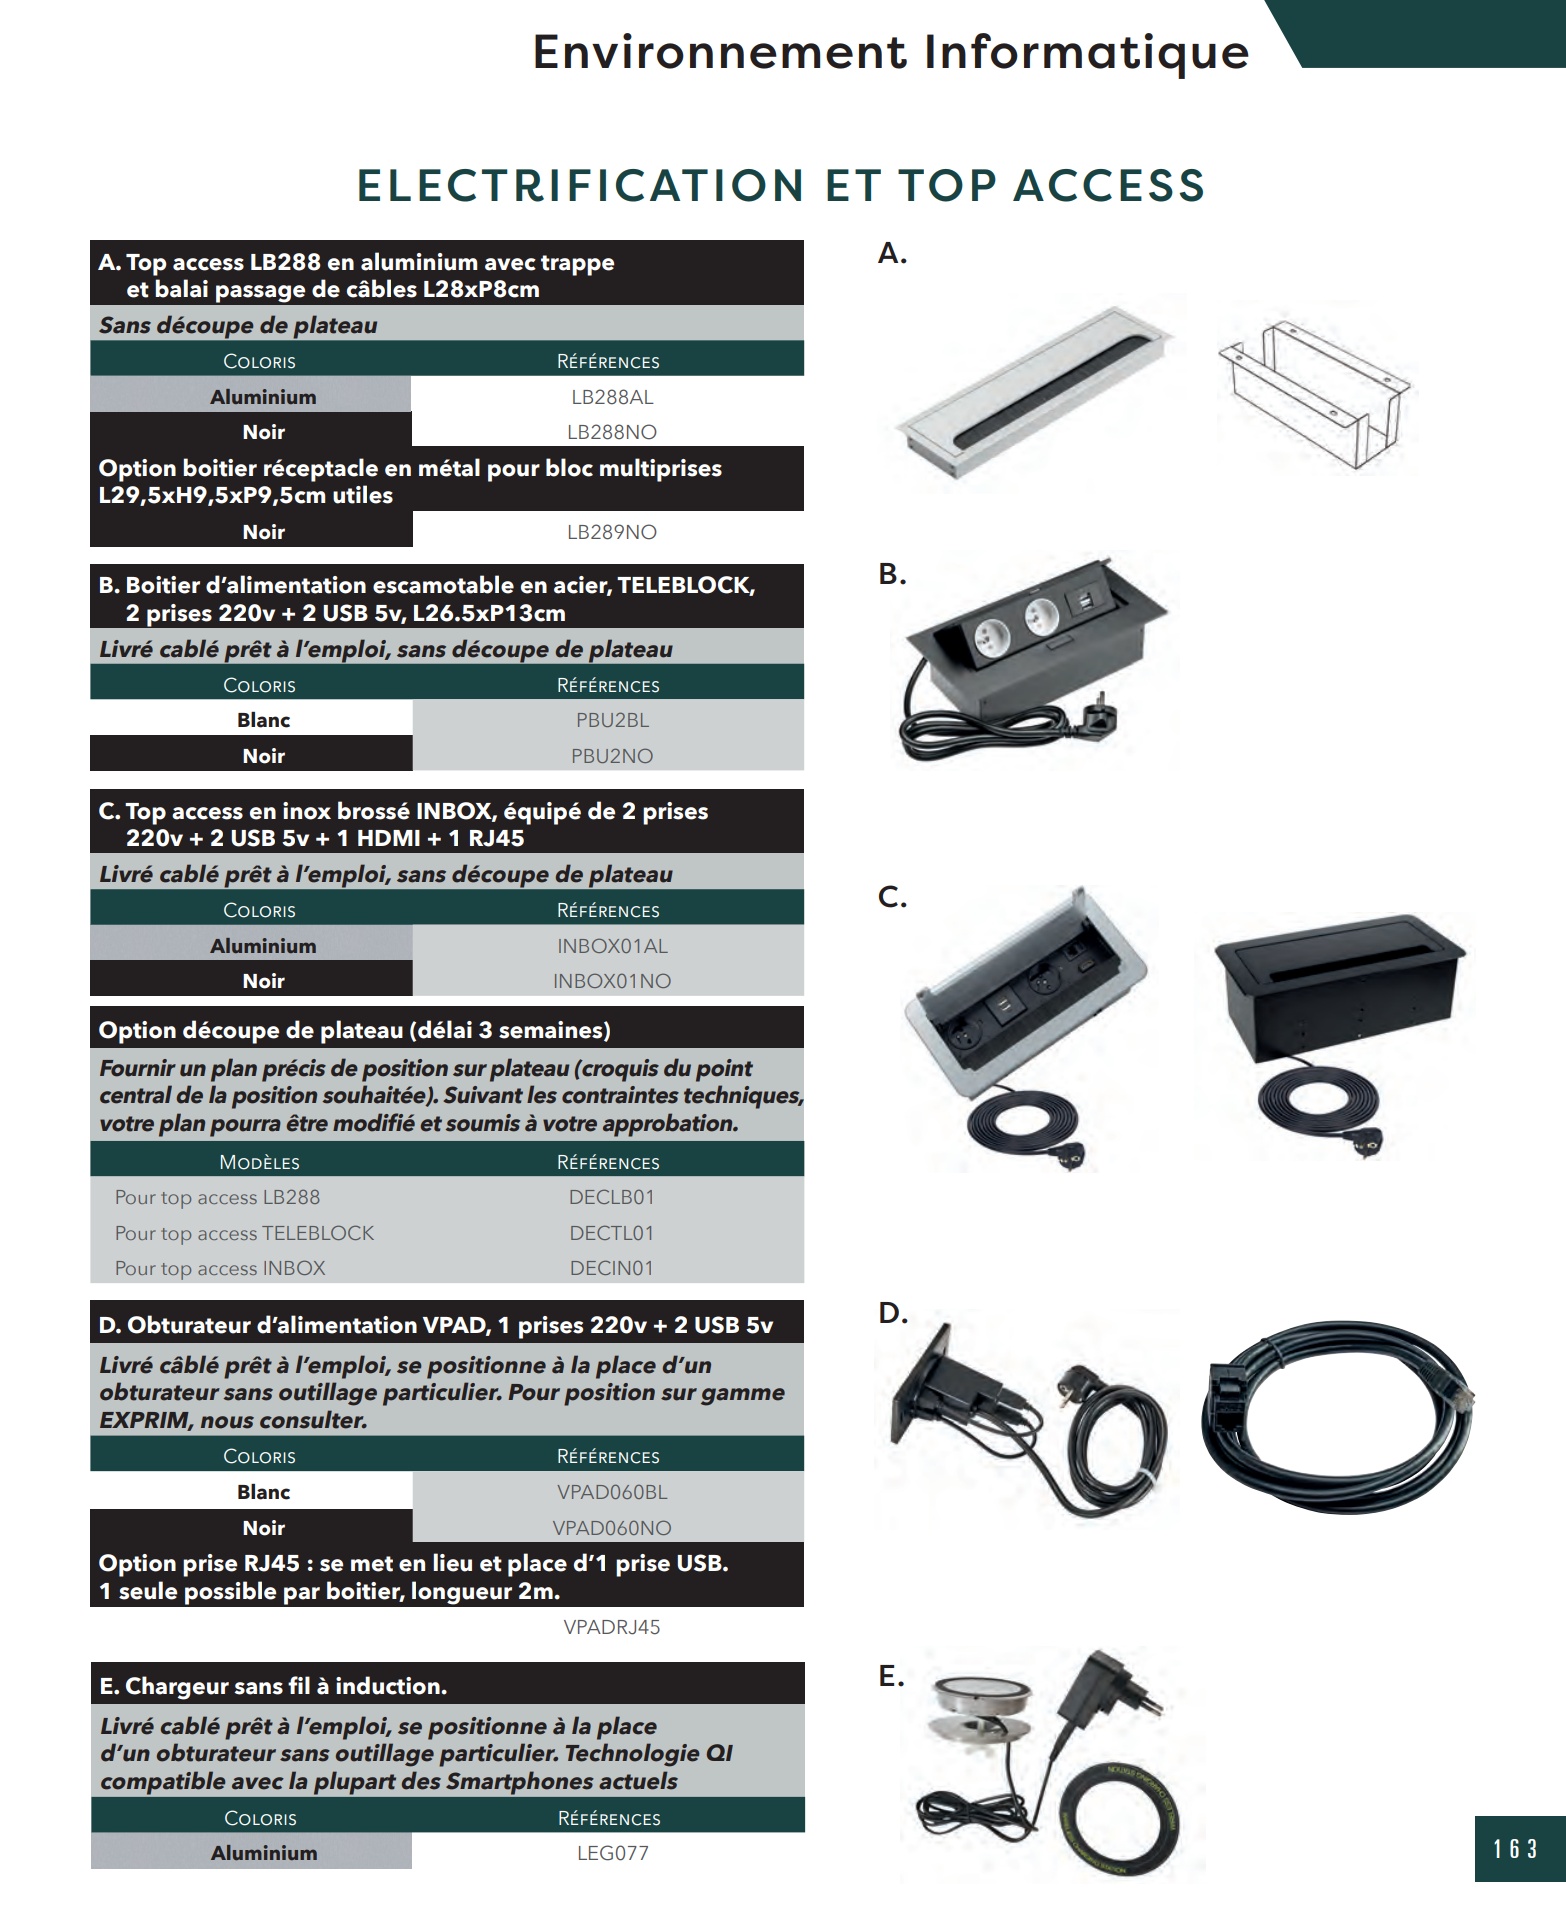 Environnement Informatique
ELECTRIFICATION ET TOP ACCESS
A. Top access LB288 en aluminium avec trappe
et balai passage de câbles L28xP8cm
Sans découpe de plateau
COLORIS RÉFÉRENCES
Aluminium LB288AL
Noir LB288NO
Option boitier réceptacle en métal pour bloc multiprises
L29,5xH9,5xP9,5cm utiles
Noir LB289NO
B. Boitier d’alimentation escamotable en acier, TELEBLOCK,
2 prises 220v + 2 USB 5v, L26.5xP13cm
Livré cablé prêt à l’emploi, sans découpe de plateau
COLORIS RÉFÉRENCES
Blanc PBU2BL
Noir PBU2NO
C. Top access en inox brossé INBOX, équipé de 2 prises
220v + 2 USB 5v + 1 HDMI + 1 RJ45
Livré cablé prêt à l’emploi, sans découpe de plateau
COLORIS RÉFÉRENCES
Aluminium INBOX01AL
Noir INBOX01NO
Option découpe de plateau (délai 3 semaines)
Fournir un plan précis de position sur plateau (croquis du point
central de la position souhaitée). Suivant les contraintes techniques,
votre plan pourra être modifié et soumis à votre approbation.
MODÈLES RÉFÉRENCES
Pour top access LB288 DECLB01
Pour top access TELEBLOCK DECTL01
Pour top access INBOX DECIN01
D. Obturateur d’alimentation VPAD, 1 prises 220v + 2 USB 5v
Livré câblé prêt à l’emploi, se positionne à la place d’un
obturateur sans outillage particulier. Pour position sur gamme
EXPRIM, nous consulter.
COLORIS RÉFÉRENCES
Blanc VPAD060BL
Noir VPAD060NO
Option prise RJ45 : se met en lieu et place d’1 prise USB.
1 seule possible par boitier, longueur 2m.
VPADRJ45
E. Chargeur sans fil à induction.
Livré cablé prêt à l’emploi, se positionne à la place
d’un obturateur sans outillage particulier. Technologie QI
compatible avec la plupart des Smartphones actuels
COLORIS RÉFÉRENCES
Aluminium LEG077
A.
B.
C.
D.
E.
163